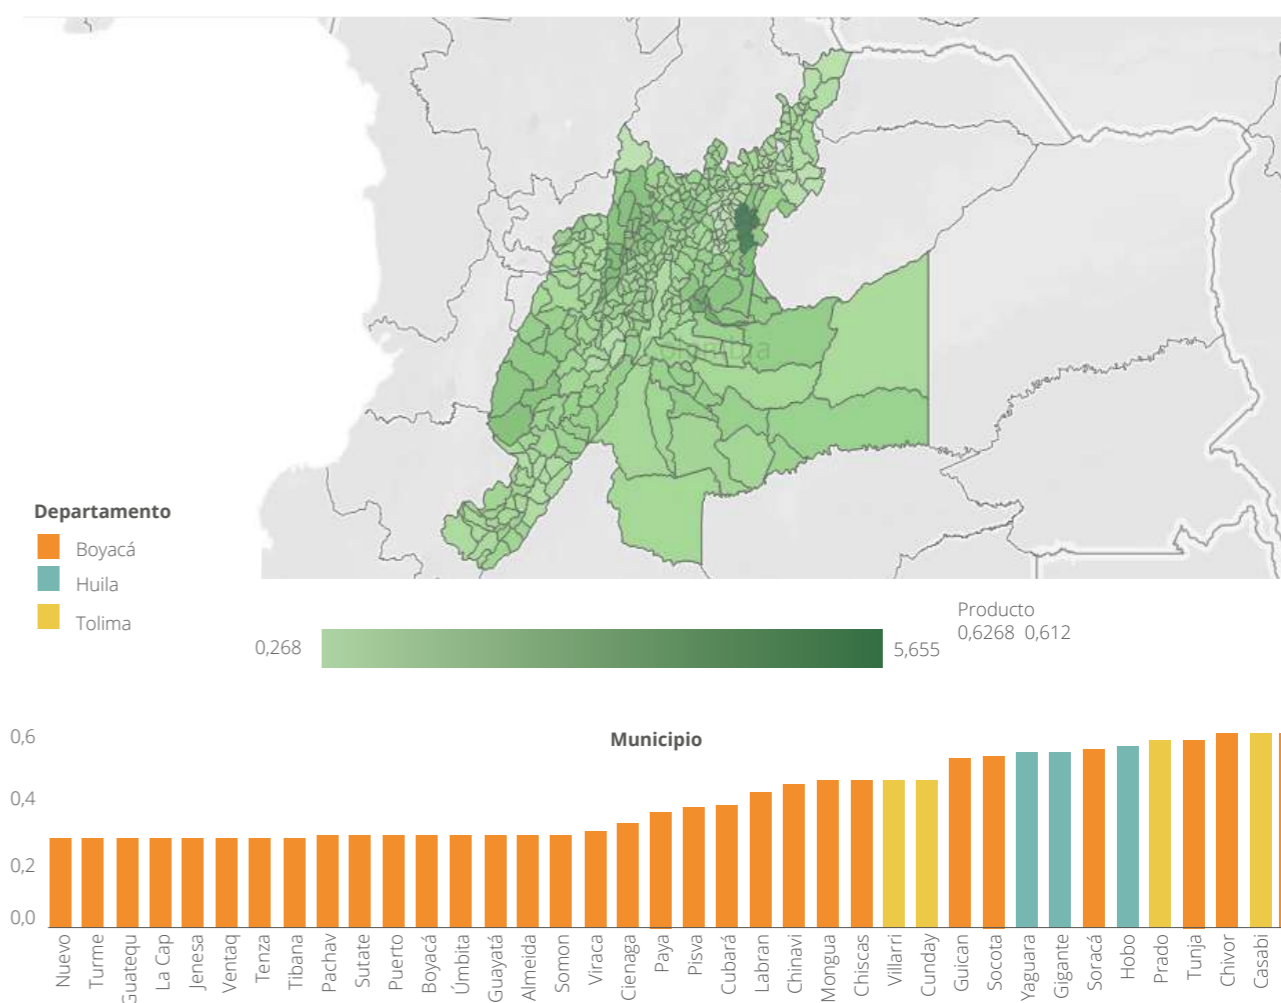 Departamento
Boyacá
Huila
Tolima
0,268
5,655
Producto
0,6268 0,612
Municipio
0,6
0,4
0,2
0,0
Nuevo
Turme
Guatequ
La Cap
Jenesa
Ventaq
Tenza
Tibana
Pachav
Sutate
Puerto
Boyacá
Úmbita
Guayatá
Almeida
Somon
Viraca
Cienaga
Paya
Pisva
Cubará
Labran
Chinavi
Mongua
Chiscas
Villarri
Cunday
Guican
Socota
Yaguara
Gigante
Soracá
Hobo
Prado
Tunja
Chivor
Casabi